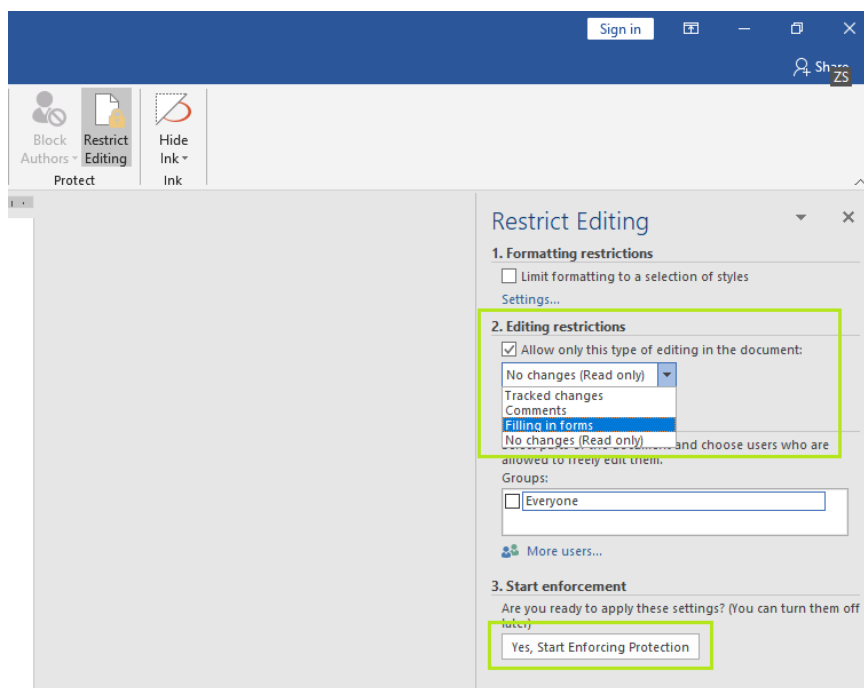 Sign in
Share
ZS
Block Authors
Restrict Editing
Hide Ink
Protect
Ink
Restrict Editing
1. Formatting restrictions
Limit formatting to a selection of styles
Settings...
2. Editing restrictions
Allow only this type of editing in the document:
No changes (Read only)
Tracked changes
Comments
Filling in forms
No changes (Read only)
and choose users who are
allowed to freely edit them.
Groups:
Everyone
More users...
3. Start enforcement
Are you ready to apply these settings? (You can turn them off
later)
Yes, Start Enforcing Protection